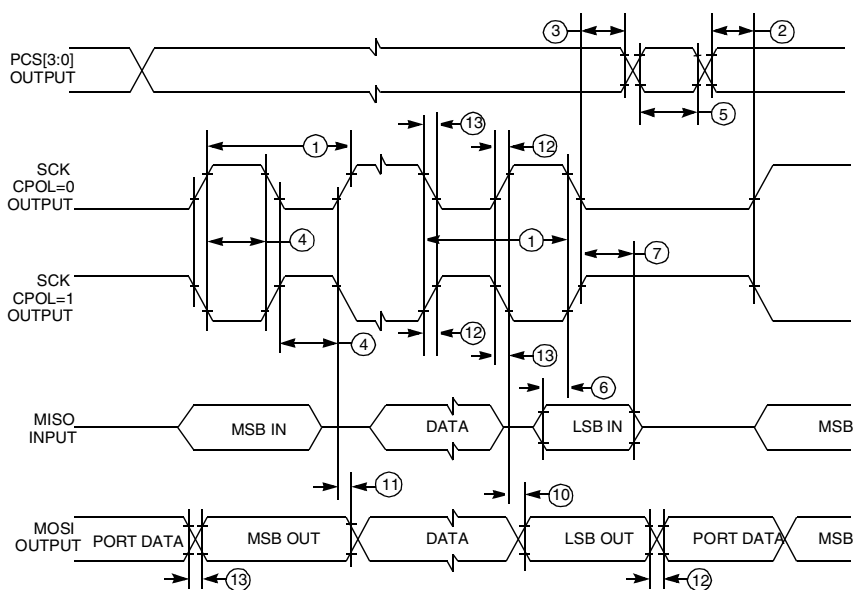 3
2
PCS[3:0]
OUTPUT
5
13
1
12
SCK
CPOL=0
OUTPUT
4
1
7
SCK
CPOL=1
OUTPUT
12
4
13
6
MISO
INPUT
MSB IN
DATA
LSB IN
MSB
11
10
MOSI
OUTPUT
PORT DATA
MSB OUT
DATA
LSB OUT
PORT DATA
MSB
13
12